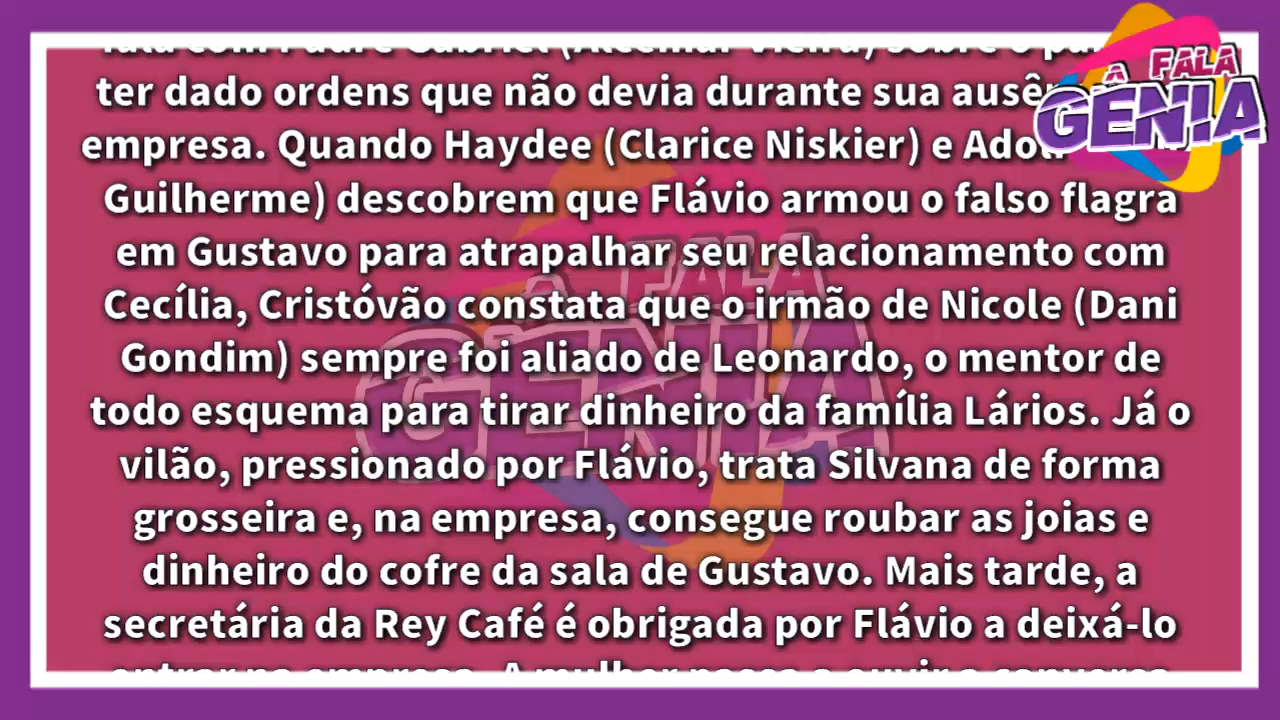 ter dado ordens que não devia durante sua
empresa. Quando Haydee (Clarice Niskier) e
Guilherme) descobrem que Flávio armou o falso flagra
em Gustavo para atrapalhar seu relacionamento com
Cecília, Cristóvão constata que o irmão de Nicole (Dani
Gondim) sempre foi aliado de Leonardo, o mentor de
todo esquema para tirar dinheiro da família Lários. Já o
vilão, pressionado por Flávio, trata Silvana de forma
grosseira e, na empresa, consegue roubar as joias e
dinheiro do cofre da sala de Gustavo. Mais tarde, a
secretária da Rey Café é obrigada por Flávio a deixá-lo
A FALA
GENIA